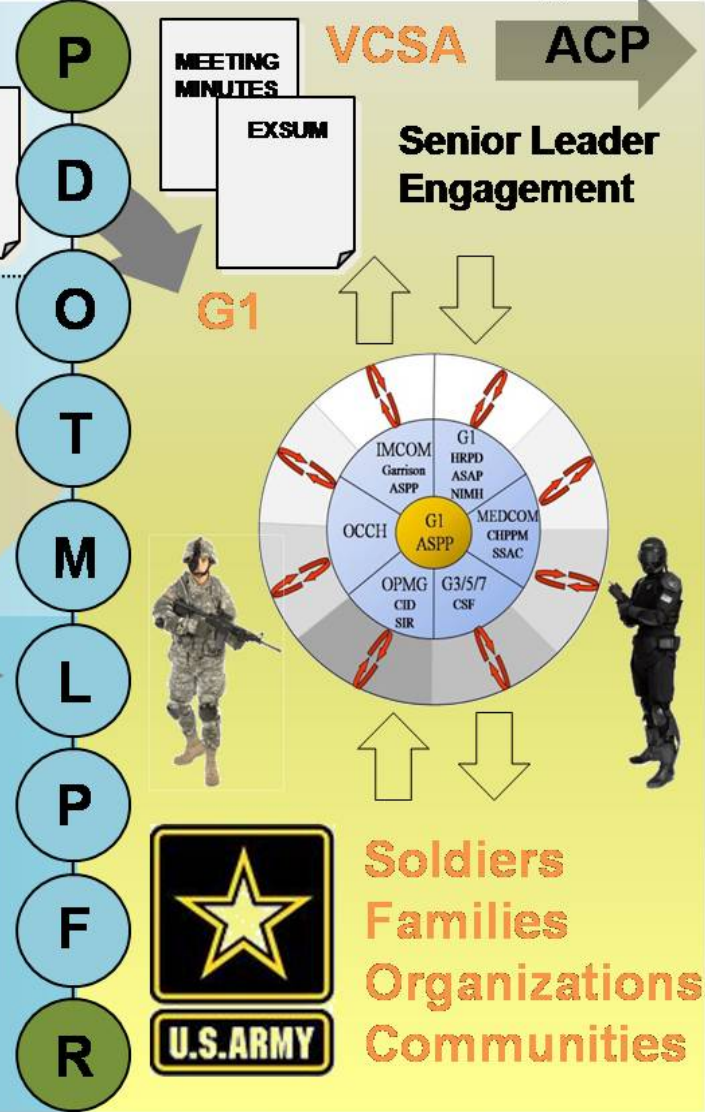 P
D
O
T
M
L
P
F
R
MEETING
MINUTES
EXSUM
VCSA
ACP
Senior Leader
Engagement
G1
IMCOM
Garrison
ASPP
G1
HRPD
ASAP
NIMH
OCCH
G1
ASPP
MEDCOM
CHPPM
SSAC
OPMG
CID
SIR
G3/5/7
CSF
U.S.ARMY
Soldiers
Families
Organizations
Communities